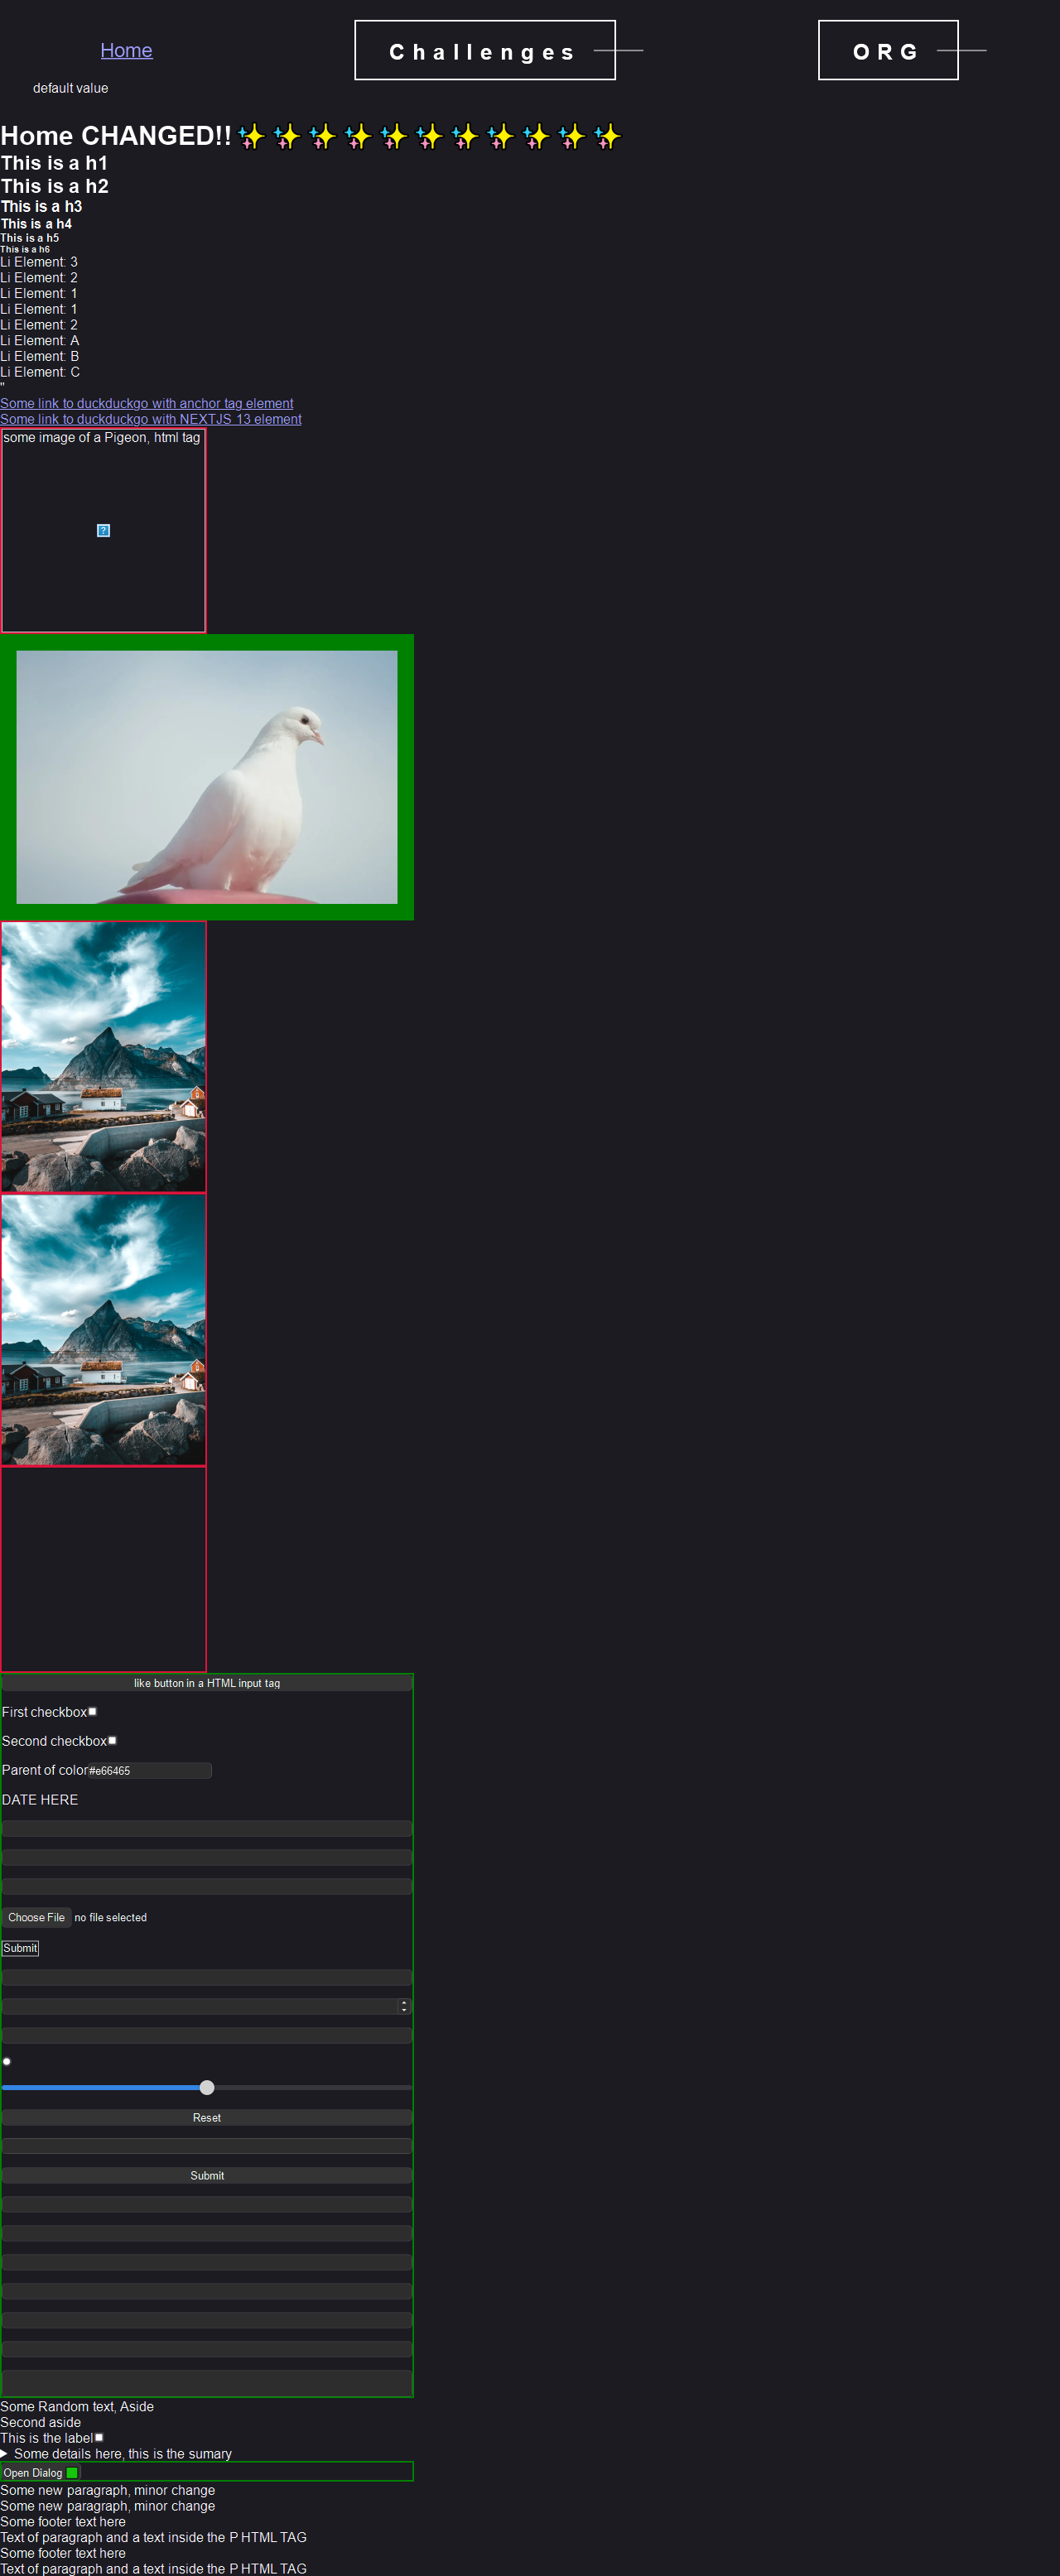 Home
Challenges
ORG
default value
Home CHANGED!!✨✨✨✨✨✨✨✨✨✨✨
This is a h1
This is a h2
This is a h3
This is a h4
This is a h5
This is a h6
Li Element: 3
Li Element: 2
Li Element: 1
Li Element: 1
Li Element: 2
Li Element: A
Li Element: B
Li Element: C
"
Some link to duckduckgo with anchor tag element
Some link to duckduckgo with NEXTJS 13 element
some image of a Pigeon, html tag
?
like button in a HTML input tag
First checkbox
Second checkbox
Parent of color #e66465
DATE HERE
Choose File no file selected
Submit
Reset
Submit
Some Random text, Aside
Second aside
This is the label
Some details here, this is the sumary
Open Dialog
Some new paragraph, minor change
Some new paragraph, minor change
Some footer text here
Text of paragraph and a text inside the P HTML TAG
Some footer text here
Text of paragraph and a text inside the P HTML TAG